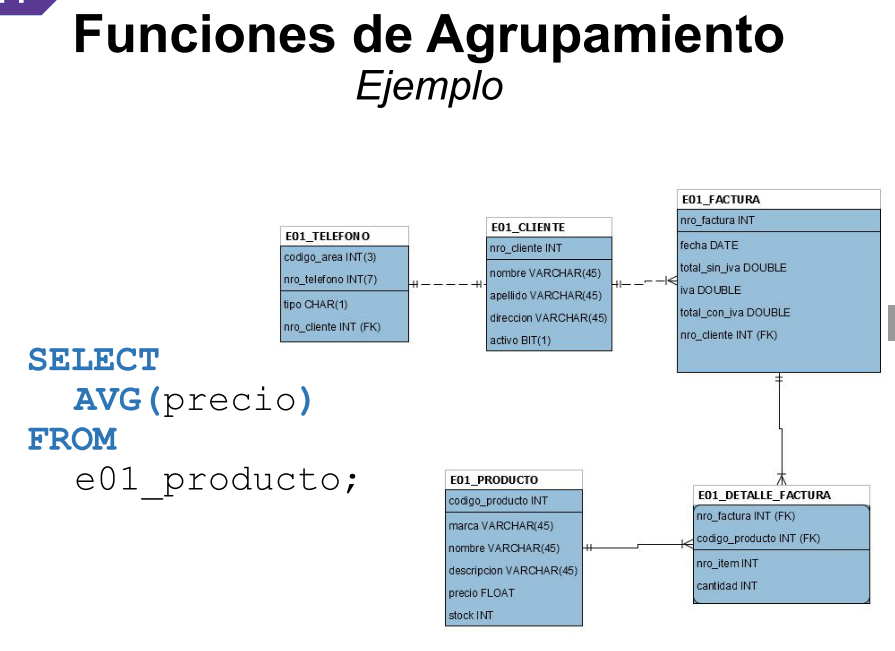 Funciones de Agrupamiento
Ejemplo
SELECT
AVG(precio)
FROM
e01_producto;
E01_TELEFONO
codigo_area INT(3)
nro_telefono INT(7)
tipo CHAR(1)
nro_cliente INT (FK)
E01_CLIENTE
nro_cliente INT
nombre VARCHAR(45)
apellido VARCHAR(45)
direccion VARCHAR(45)
activo BIT(1)
E01_FACTURA
nro_factura INT
fecha DATE
total_sin_iva DOUBLE
iva DOUBLE
total_con_iva DOUBLE
nro_cliente INT (FK)
E01_PRODUCTO
codigo_producto INT
marca VARCHAR(45)
nombre VARCHAR(45)
descripcion VARCHAR(45)
precio FLOAT
stock INT
E01_DETALLE_FACTURA
nro_factura INT (FK)
codigo_producto INT (FK)
nro_item INT
cantidad INT